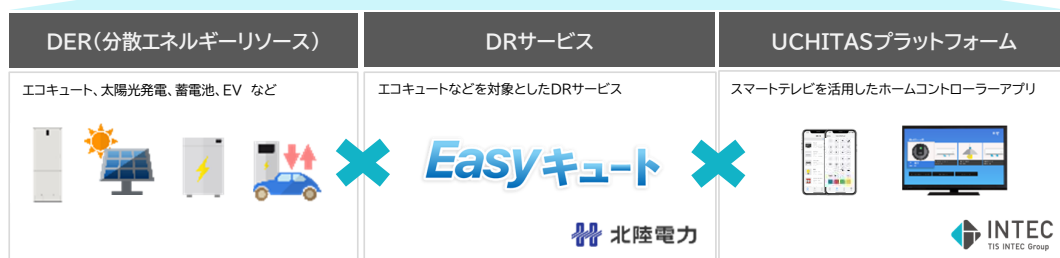 DER(分散エネルギーリソース)
DRサービス
UCHITASプラットフォーム
エコキュート、太陽光発電、蓄電池、EV など
エコキュートなどを対象としたDRサービス
スマートテレビを活用したホームコントローラーアプリ
Easyキュート
北陸電力
INTEC
TIS INTEC Group